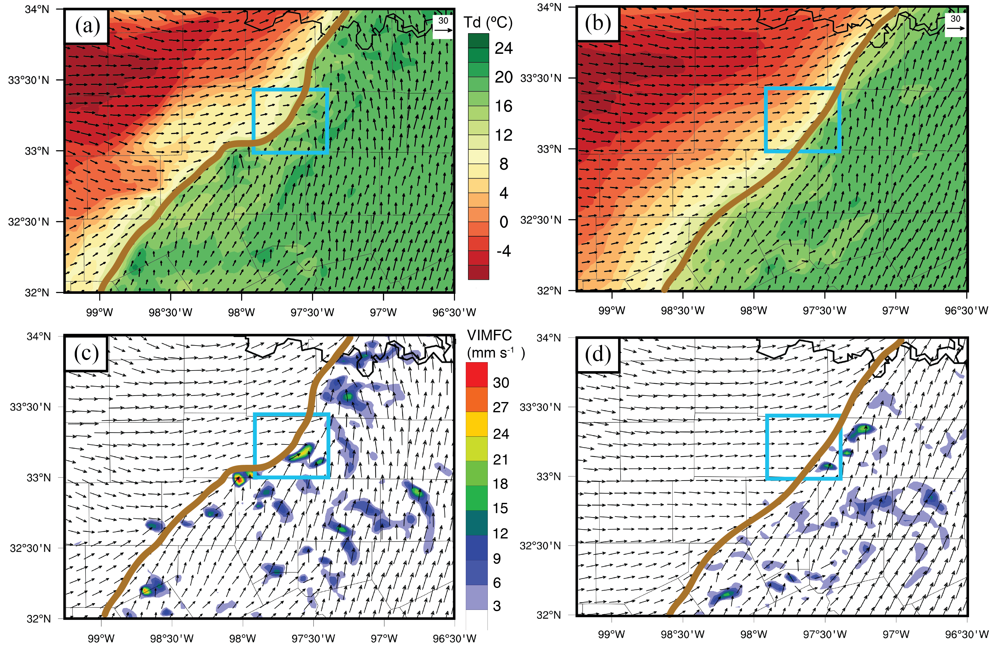 (a)
30
34°N
33°30'N
33°N
32°30'N
32°N
99°W
98°30'W
98°W
97°30'W
97°W
96°30'W
Td (ºC)
24
20
16
12
8
4
0
-4
(b)
30
34°N
33°30'N
33°N
32°30'N
32°N
99°W
98°30'W
98°W
97°30'W
97°W
96°30'W
(c)
34°N
33°30'N
33°N
32°30'N
32°N
99°W
98°30'W
98°W
97°30'W
97°W
96°30'W
VIMFC
(mm s-1 )
30
27
24
21
18
15
12
9
6
3
(d)
34°N
33°30'N
33°N
32°30'N
32°N
99°W
98°30'W
98°W
97°30'W
97°W
96°30'W